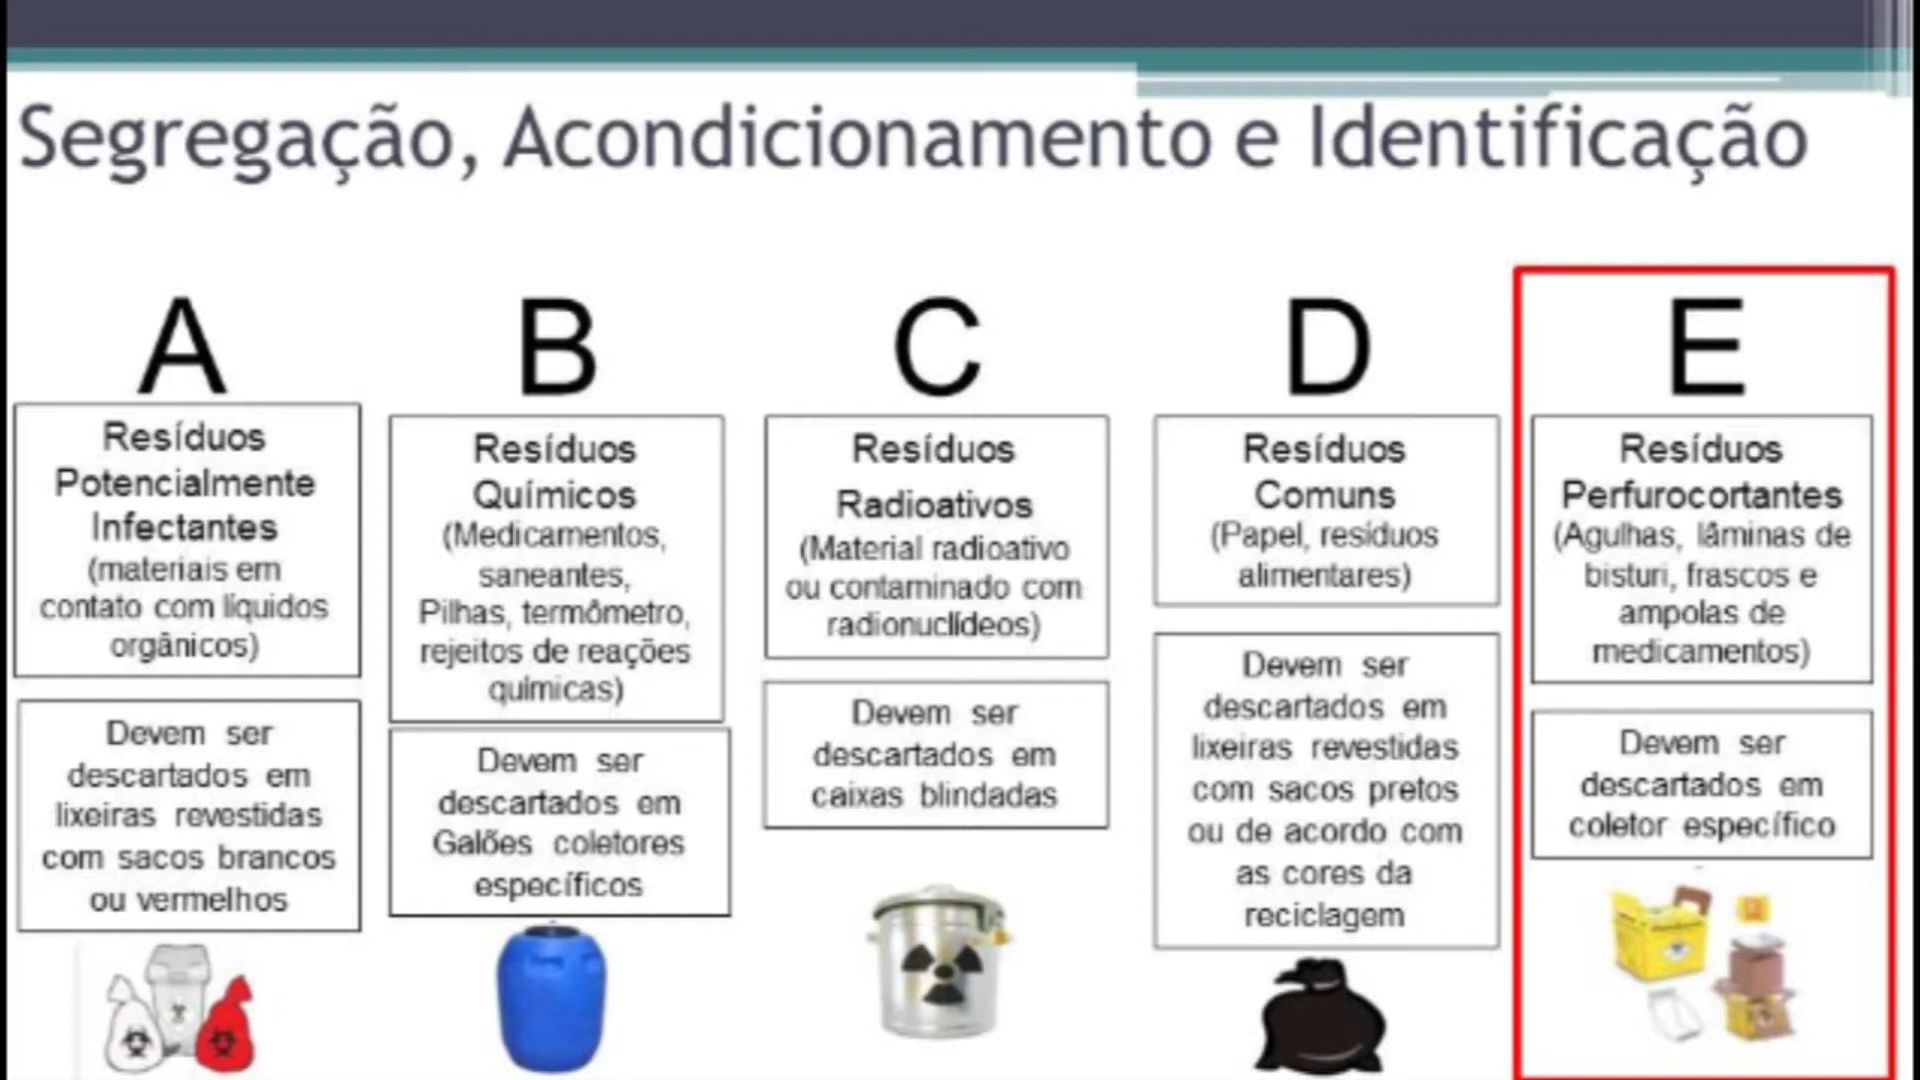 Segregação, Acondicionamento e Identificação
A
Resíduos
Potencialmente
Infectantes
(materiais em
contato com líquidos
orgânicos)
Devem ser
descartados em
lixeiras revestidas
com sacos brancos
ou vermelhos
B
Resíduos
Químicos
(Medicamentos,
saneantes,
Pilhas, termômetro,
rejeitos de reações
químicas)
Devem ser
descartados em
Galões coletores
específicos
C
Resíduos
Radioativos
(Material radioativo
ou contaminado com
radionuclídeos)
Devem ser
descartados em
caixas blindadas
D
Resíduos
Comuns
(Papel, resíduos
alimentares)
Devem ser
descartados em
lixeiras revestidas
com sacos pretos
ou de acordo com
as cores da
reciclagem
E
Resíduos
Perfurocortantes
(Agulhas, lâminas de
bisturi, frascos e
ampolas de
medicamentos)
Devem ser
descartados em
coletor específico